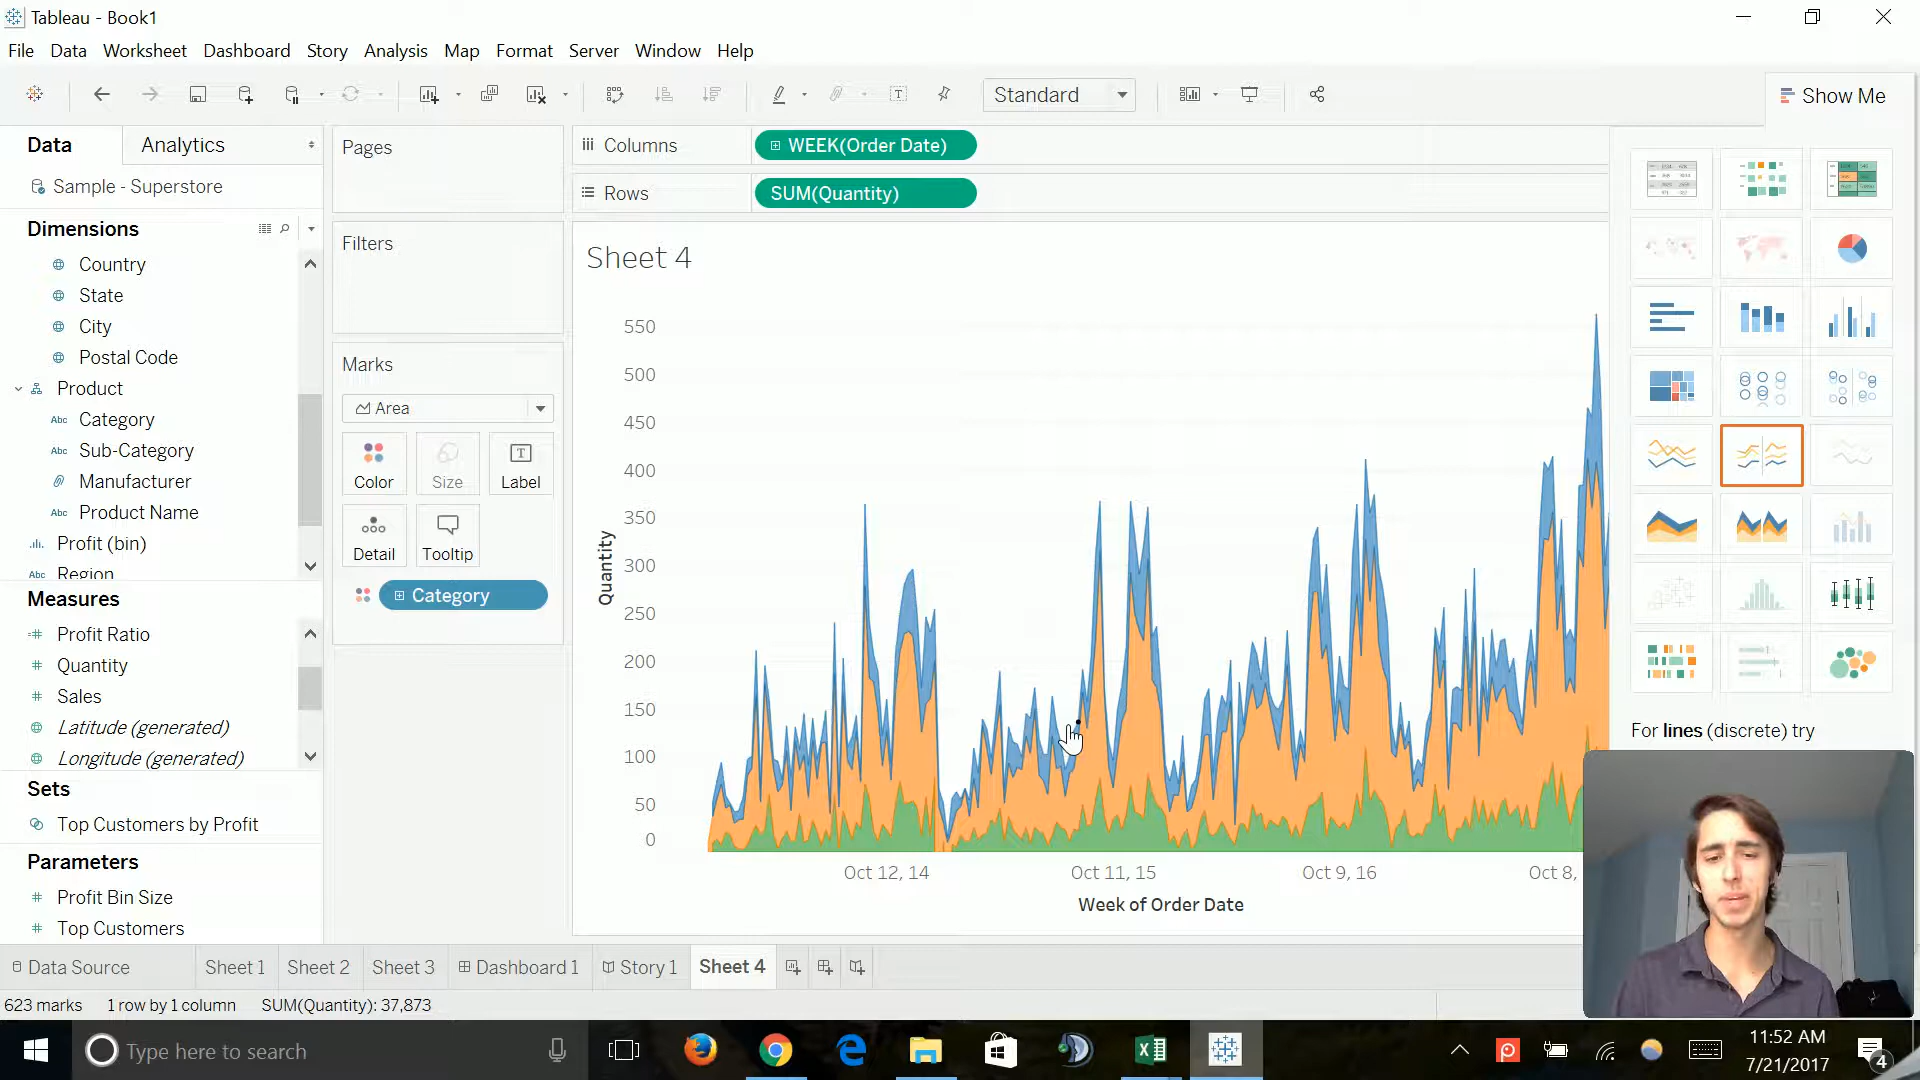 Tableau - Book1
File Data Worksheet Dashboard Story Analysis Map Format Server Window Help
Standard
Show Me
Data
Analytics
Sample - Superstore
Dimensions
Country
State
City
Postal Code
Product
Abc Category
Abc Sub-Category
Manufacturer
Abc Product Name
Profit (bin)
Abc Region
Measures
Profit Ratio
Quantity
Sales
Latitude (generated)
Longitude (generated)
Sets
Top Customers by Profit
Parameters
Profit Bin Size
Top Customers
Pages
Filters
Marks
Area
Color
Size
Label
Detail
Tooltip
Category
Columns
WEEK(Order Date)
Rows
SUM(Quantity)
Sheet 4
550
500
450
400
350
300
250
200
150
100
50
0
Quantity
Oct 12, 14
Oct 11, 15
Oct 9, 16
Oct 8,
Week of Order Date
For lines (discrete) try
Data Source
Sheet 1
Sheet 2
Sheet 3
Dashboard 1
Story 1
Sheet 4
623 marks 1 row by 1 column SUM(Quantity): 37,873
Type here to search
11:52 AM
7/21/2017
4